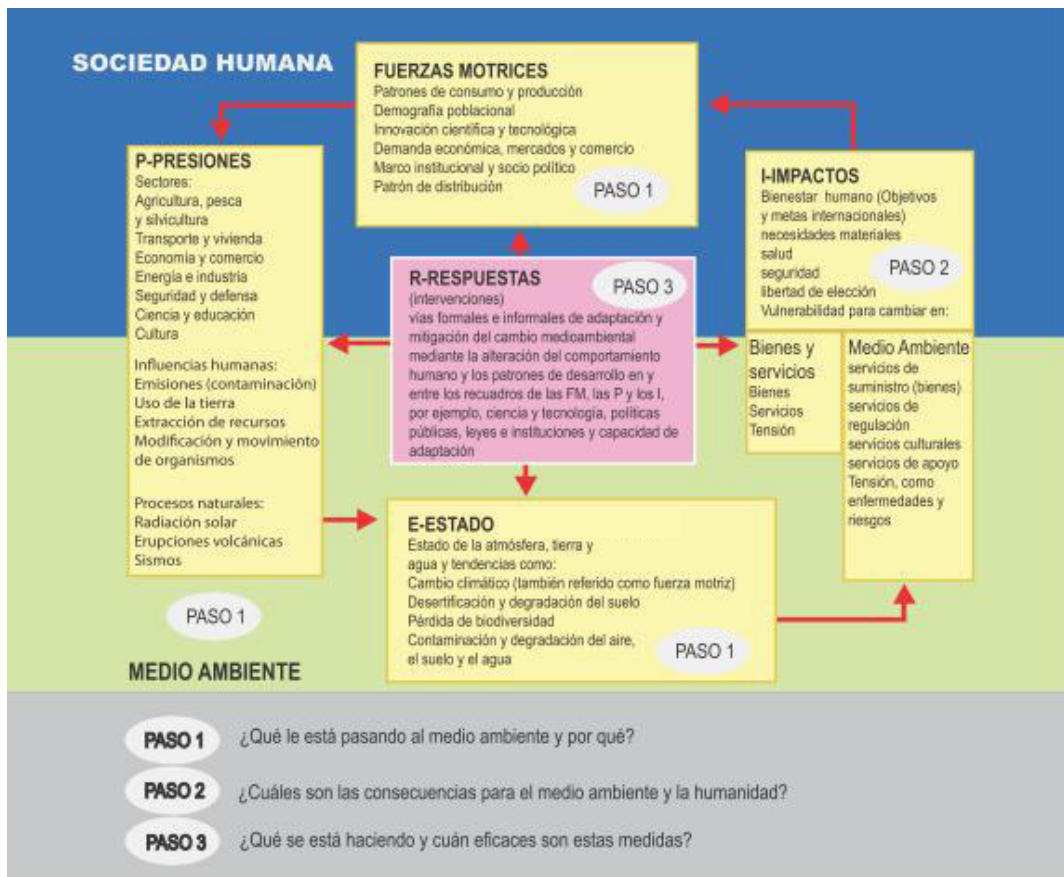 SOCIEDAD HUMANA
FUERZAS MOTRICES
Patrones de consumo y producción
Demografía poblacional
Innovación científica y tecnológica
Demanda económica, mercados y comercio
Marco institucional y socio político
Patrón de distribución
PASO 1
P-PRESIONES
Sectores:
Agricultura, pesca
y silvicultura
Transporte y vivienda
Economía y comercio
Energía e industria
Seguridad y defensa
Ciencia y educación
Cultura
Influencias humanas:
Emisiones (contaminación)
Uso de la tierra
Extracción de recursos
Modificación y movimiento
de organismos
Procesos naturales:
Radiación solar
Erupciones volcánicas
Sismos
PASO 1
R-RESPUESTAS
PASO 3
(intervenciones)
vías formales e informales de adaptación y
mitigación del cambio medioambiental
mediante la alteración del comportamiento
humano y los patrones de desarrollo en y
entre los recuadros de las FM, las P y los I,
por ejemplo, ciencia y tecnología, políticas
públicas, leyes e instituciones y capacidad de
adaptación
I-IMPACTOS
Bienestar humano (Objetivos
y metas internacionales)
necesidades materiales
salud
seguridad
PASO 2
libertad de elección
Vulnerabilidad para cambiar en:
Bienes y
servicios
Bienes
Servicios
Tensión
Medio Ambiente
servicios de
suministro (bienes)
servicios de
regulación
servicios culturales
servicios de apoyo
Tensión, como
enfermedades y
riesgos
E-ESTADO
Estado de la atmósfera, tierra y
agua y tendencias como:
Cambio climático (también referido como fuerza motriz)
Desertificación y degradación del suelo
Pérdida de biodiversidad
Contaminación y degradación del aire,
el suelo y el agua
PASO 1
MEDIO AMBIENTE
PASO 1 ¿Qué le está pasando al medio ambiente y por qué?
PASO 2 ¿Cuáles son las consecuencias para el medio ambiente y la humanidad?
PASO 3 ¿Qué se está haciendo y cuán eficaces son estas medidas?